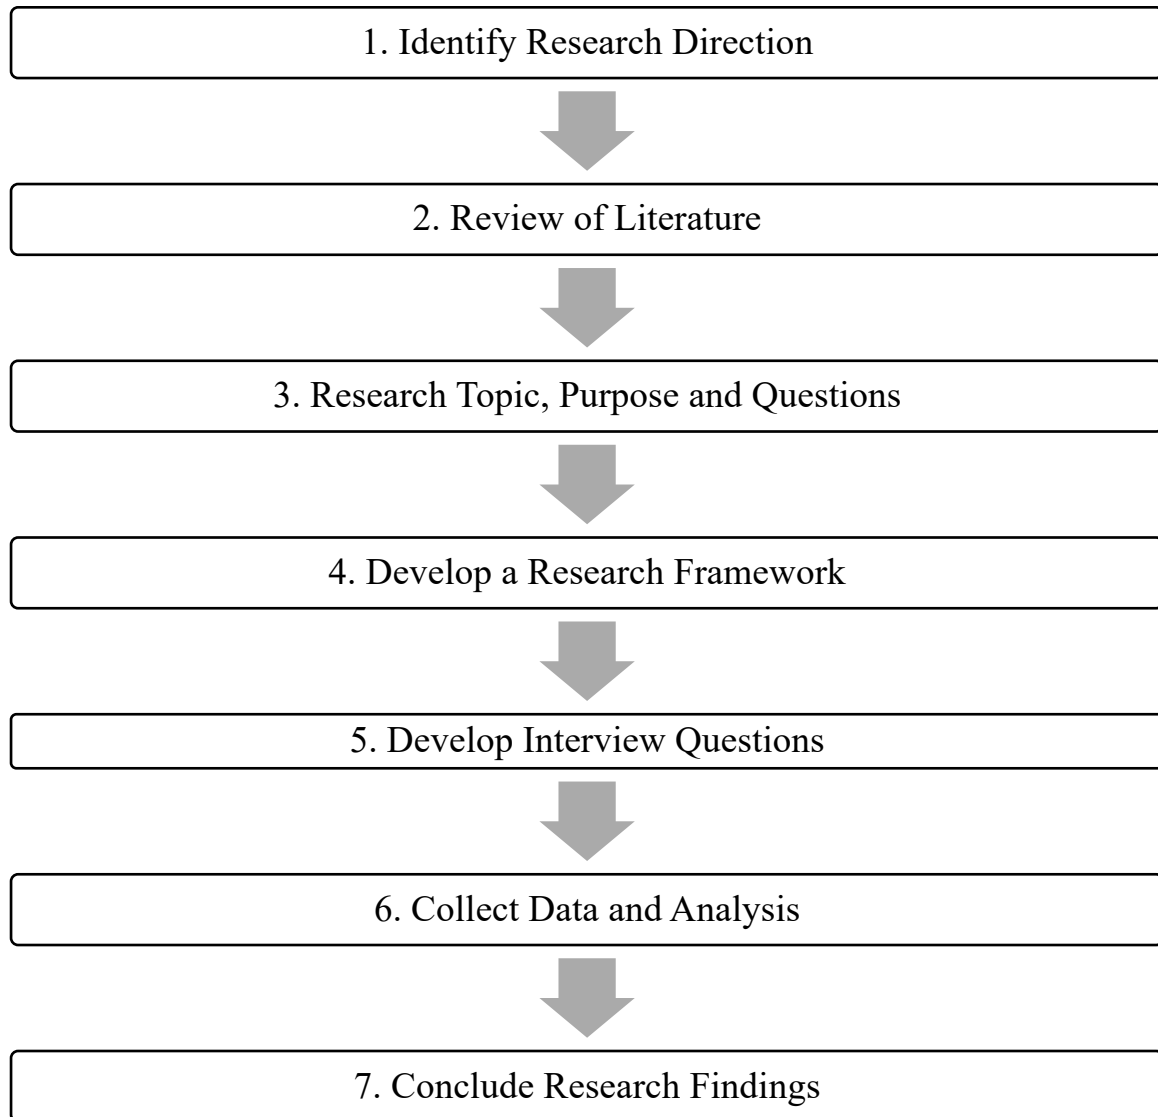 1. Identify Research Direction
2. Review of Literature
3. Research Topic, Purpose and Questions
4. Develop a Research Framework
5. Develop Interview Questions
6. Collect Data and Analysis
7. Conclude Research Findings